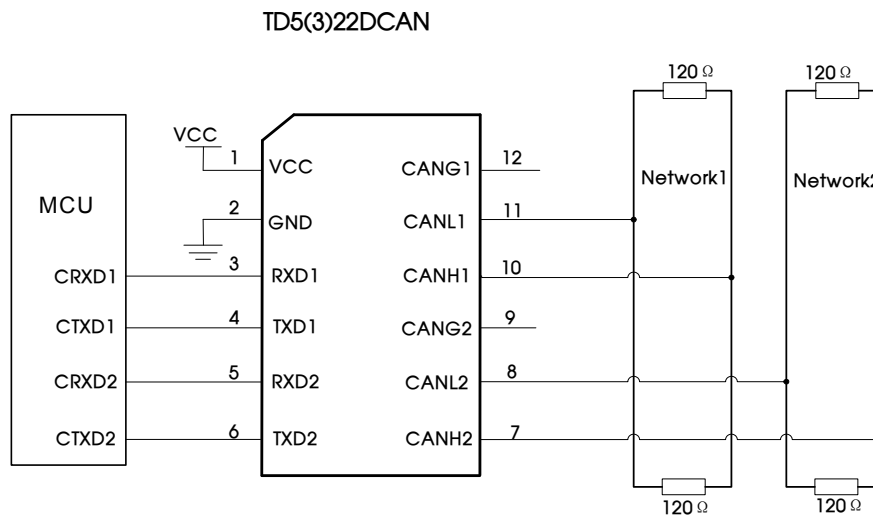 TD5(3)22DCAN
120 Ω
120 Ω
VCC
1
VCC
CANG1
12
Network1
Network2
MCU
2
GND
CANL1
11
CRXD1
3
RXD1
CANH1
10
CTXD1
4
TXD1
CANG2
9
CRXD2
5
RXD2
CANL2
8
CTXD2
6
TXD2
CANH2
7
120 Ω
120 Ω